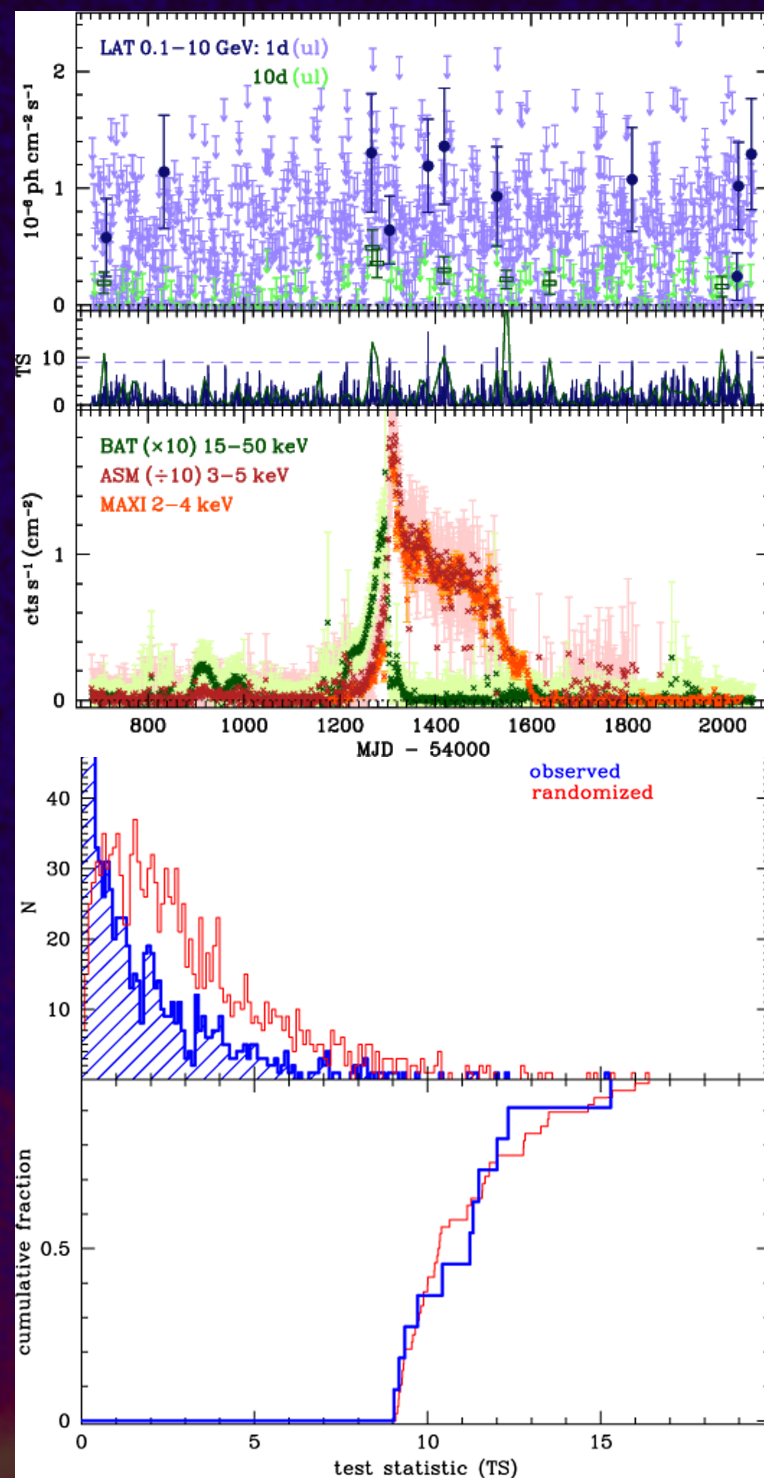 LAT 0.1−10 GeV: 1d (ul)
10d (ul)
10⁻⁶ ph cm⁻² s⁻¹
2
1
0
TS
10
0
BAT (×10) 15−50 keV
ASM (÷10) 3−5 keV
MAXI 2−4 keV
cts s⁻¹ (cm⁻²)
1
0
800 1000 1200 1400 1600 1800 2000
MJD − 54000
observed
randomized
N
40
30
20
10
cumulative fraction
0.5
0
0 5 10 15
test statistic (TS)